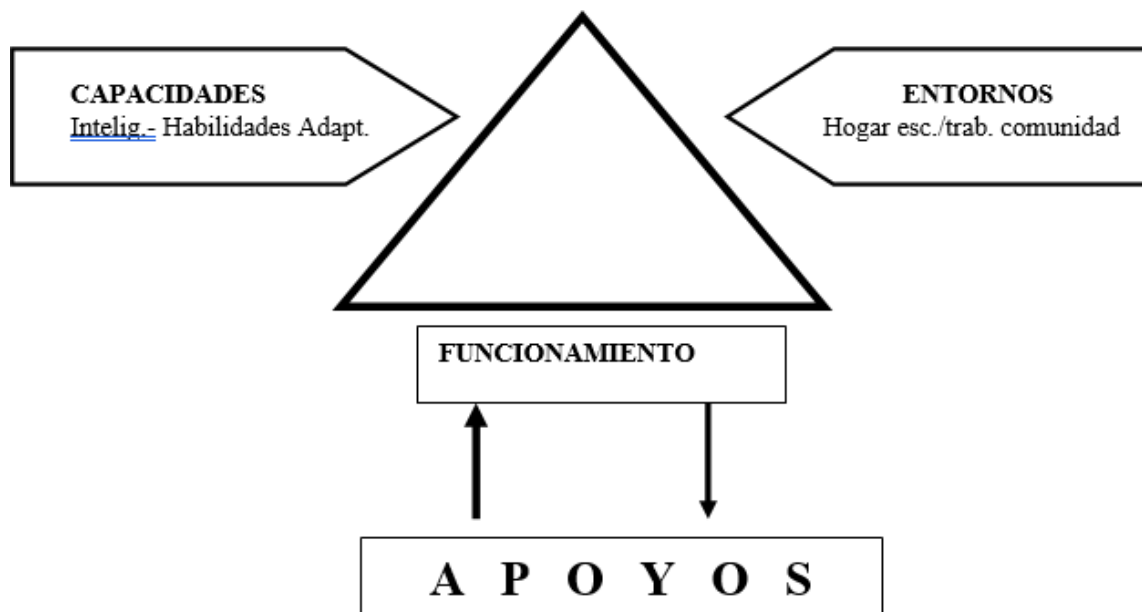 CAPACIDADES
Intelig.- Habilidades Adapt.
ENTORNOS
Hogar esc./trab. comunidad
FUNCIONAMIENTO
A P O Y O S